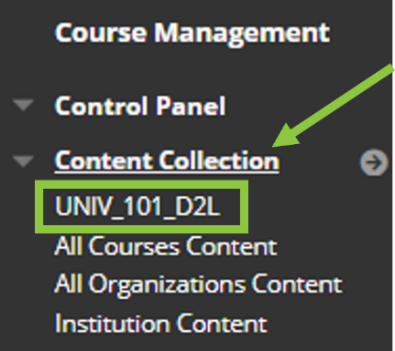 Course Management
Control Panel
Content Collection
UNIV_101_D2L
All Courses Content
All Organizations Content
Institution Content